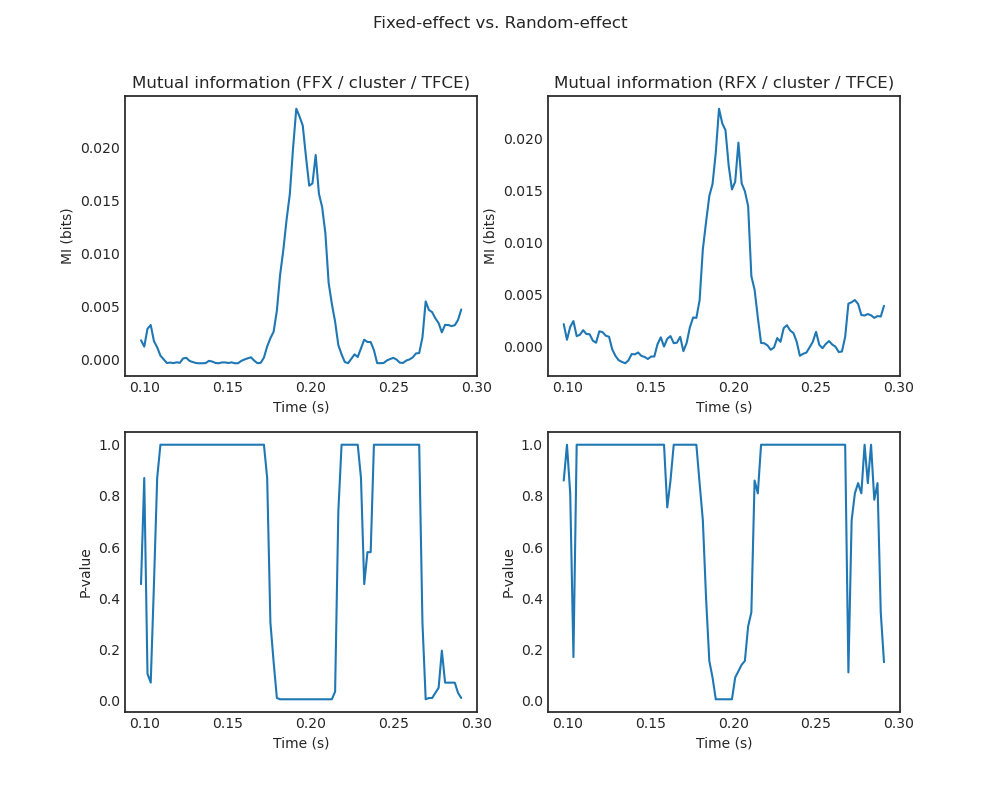 Fixed-effect vs. Random-effect
Mutual information (FFX / cluster / TFCE)
MI (bits)
0.020
0.015
0.010
0.005
0.000
0.10 0.15 0.20 0.25 0.30
Time (s)
Mutual information (RFX / cluster / TFCE)
MI (bits)
0.020
0.015
0.010
0.005
0.000
0.10 0.15 0.20 0.25 0.30
Time (s)
P-value
1.0
0.8
0.6
0.4
0.2
0.0
0.10 0.15 0.20 0.25 0.30
Time (s)
P-value
1.0
0.8
0.6
0.4
0.2
0.0
0.10 0.15 0.20 0.25 0.30
Time (s)